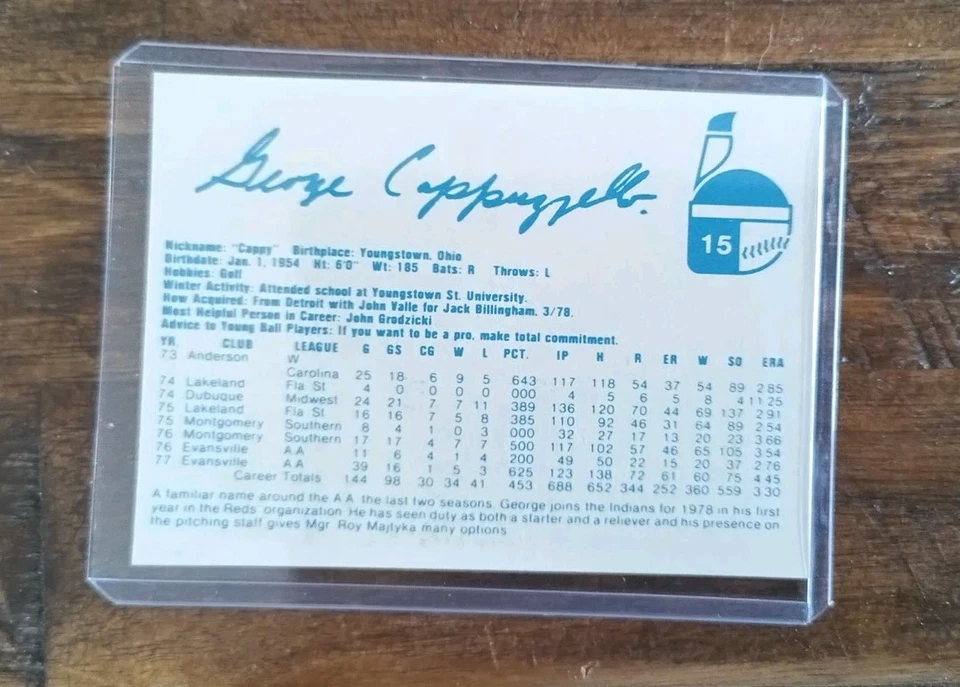 George Cappuzzello.
15
Nickname: "Cappy" Birthplace: Youngstown, Ohio
Birthdate: Jan. 1, 1954 Ht: 6'0" Wt: 185 Bats: R Throws: L
Hobbies: Golf
Winter Activity: Attended school at Youngstown St. University.
How Acquired: From Detroit with John Valle for Jack Billingham, 3/78.
Most Helpful Person in Career: John Grodzicki
Advice to Young Ball Players: If you want to be a pro, make total commitment.
YR. CLUB LEAGUE G GS CG W L PCT. IP H R ER W SO ERA
73 Anderson W Carolina 25 18 6 9 5 643 117 118 54 37 54 89 2 85
74 Lakeland Fla St 4 0 0 0 0 000 4 5 6 5 8 4 11 25
74 Dubuque Midwest 24 21 7 7 11 389 136 120 70 44 69 137 2 91
75 Lakeland Fla St 16 16 7 5 8 385 110 92 46 31 64 89 2 54
75 Montgomery Southern 8 4 1 0 3 000 32 27 17 13 20 23 3 66
76 Montgomery Southern 17 17 4 7 7 500 117 102 57 46 65 105 3 54
76 Evansville A A 11 6 4 1 4 200 49 50 22 15 20 37 2 76
77 Evansville A A 39 16 1 5 3 625 123 138 72 61 60 75 4 45
Career Totals 144 98 30 34 41 453 688 652 344 252 360 559 3 30
A familiar name around the A A the last two seasons, George joins the Indians for 1978 in his first
year in the Reds' organization. He has seen duty as both a starter and a reliever and his presence on
the pitching staff gives Mgr Roy Majtyka many options